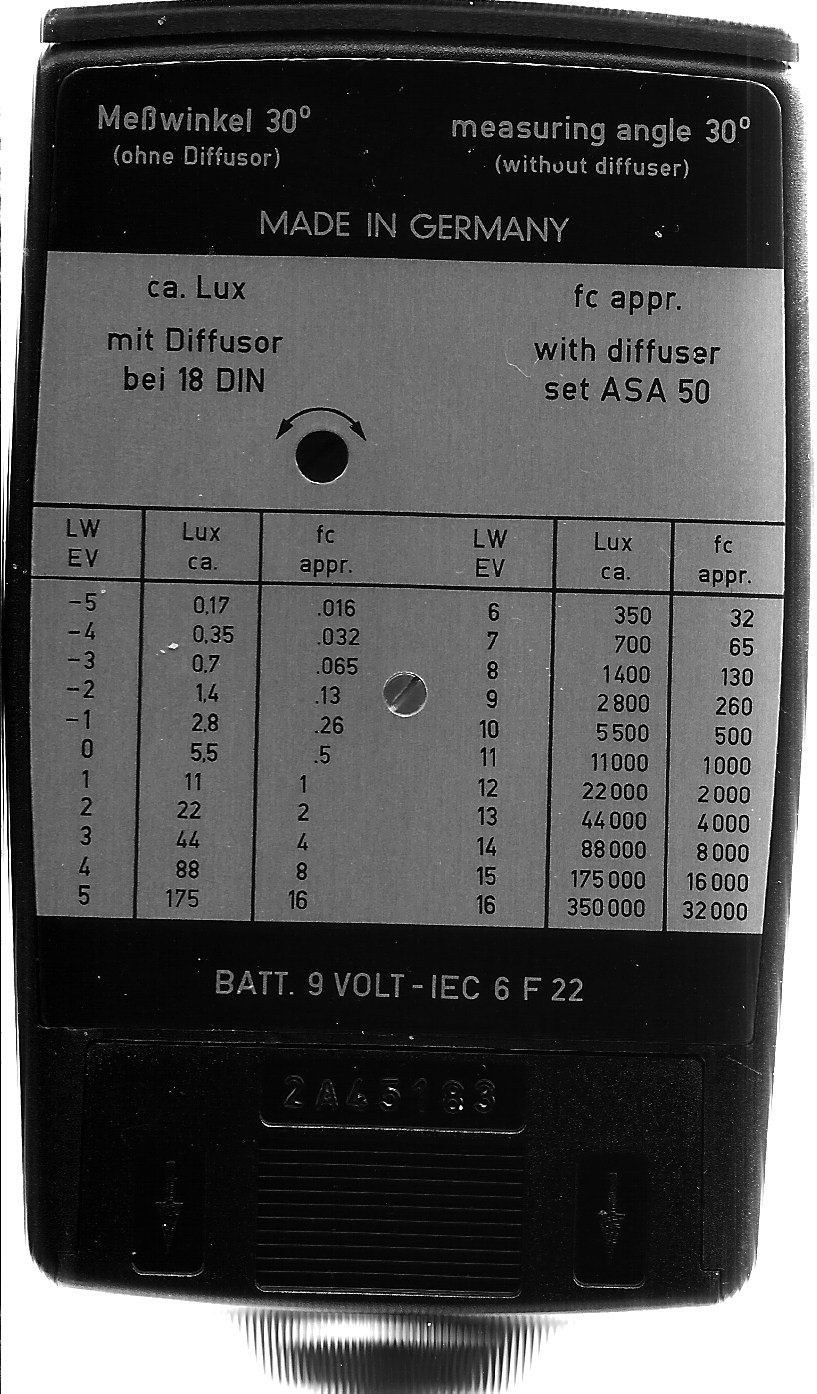 Meßwinkel 30°
(ohne Diffusor)
measuring angle 30°
(without diffuser)
MADE IN GERMANY
ca. Lux
mit Diffusor
bei 18 DIN
fc appr.
with diffuser
set ASA 50
LW EV Lux ca. fc appr. LW EV Lux ca. fc appr.
-5 0,17 .016 6 350 32
-4 0,35 .032 7 700 65
-3 0,7 .065 8 1400 130
-2 1,4 .13 9 2800 260
-1 2,8 .26 10 5500 500
0 5,5 .5 11 11000 1000
1 11 1 12 22000 2000
2 22 2 13 44000 4000
3 44 4 14 88000 8000
4 88 8 15 175000 16000
5 175 16 16 350000 32000
BATT. 9 VOLT-IEC 6 F 22
2A45183